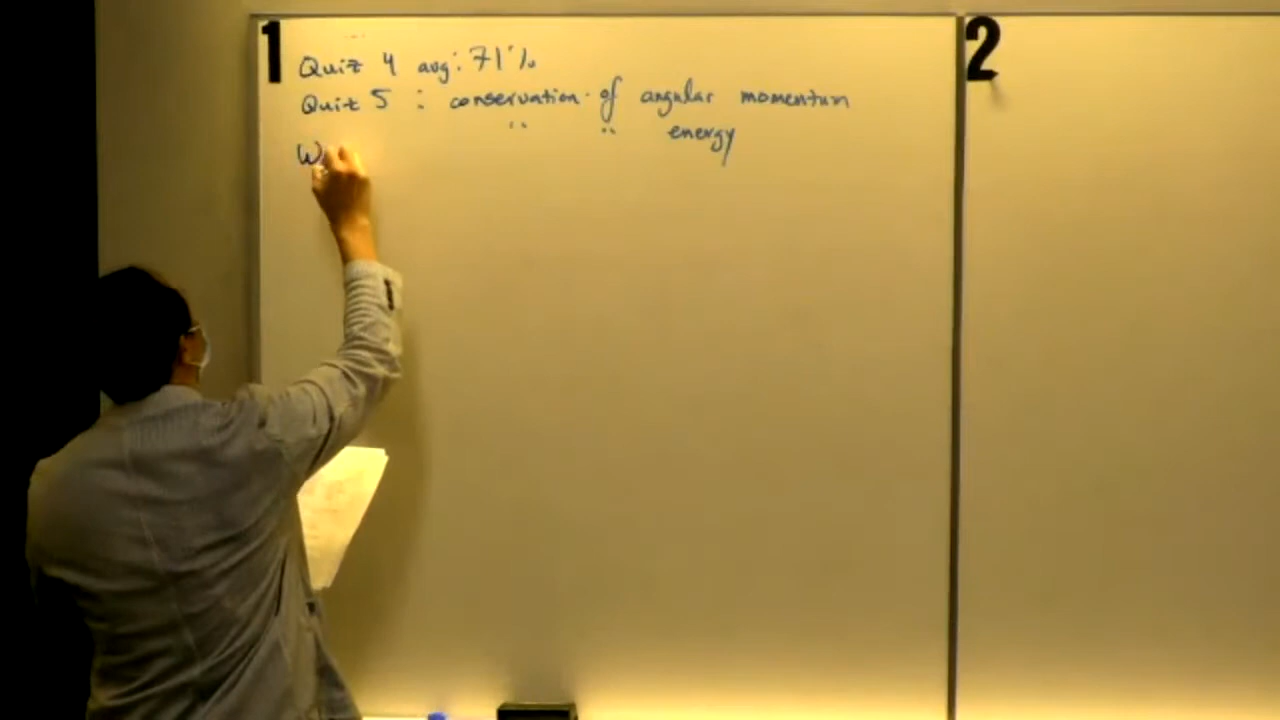 1
Quiz 4 avg: 71%
Quiz 5 : conservation of angular momentum
" " energy
W
2